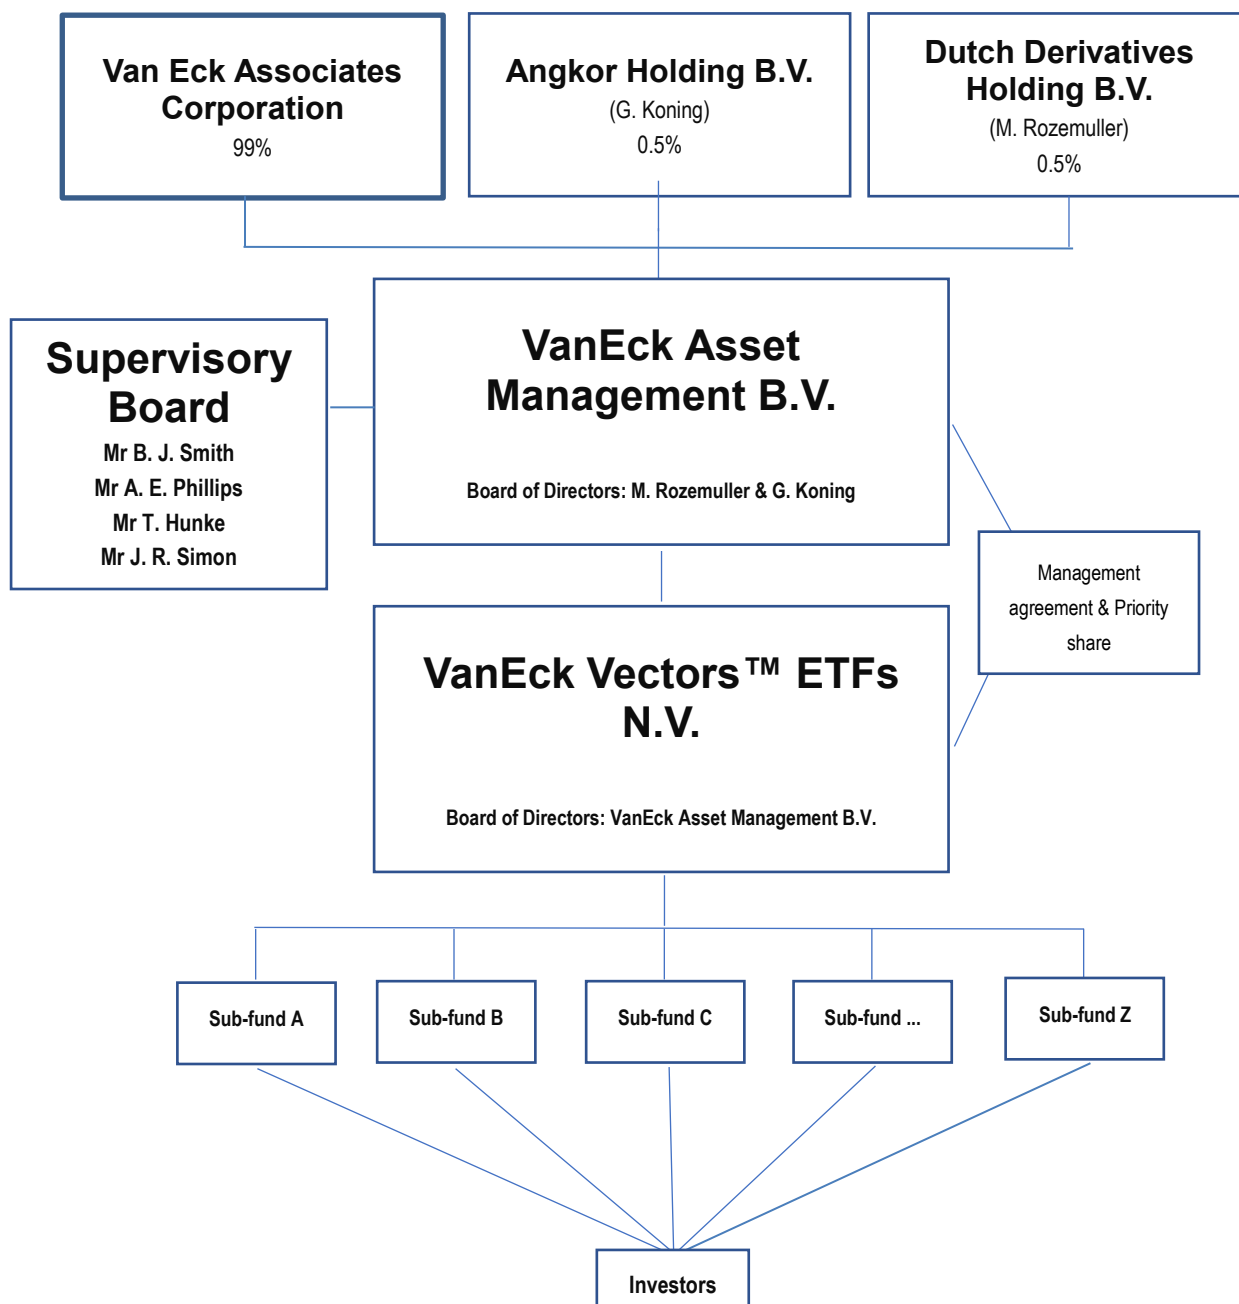 Van Eck Associates
Corporation
99%
Angkor Holding B.V.
(G. Koning)
0.5%
Dutch Derivatives
Holding B.V.
(M. Rozemuller)
0.5%
Supervisory
Board
Mr B. J. Smith
Mr A. E. Phillips
Mr T. Hunke
Mr J. R. Simon
VanEck Asset
Management B.V.
Board of Directors: M. Rozemuller & G. Koning
Management
agreement & Priority
share
VanEck Vectors™ ETFs
N.V.
Board of Directors: VanEck Asset Management B.V.
Sub-fund A
Sub-fund B
Sub-fund C
Sub-fund ...
Sub-fund Z
Investors